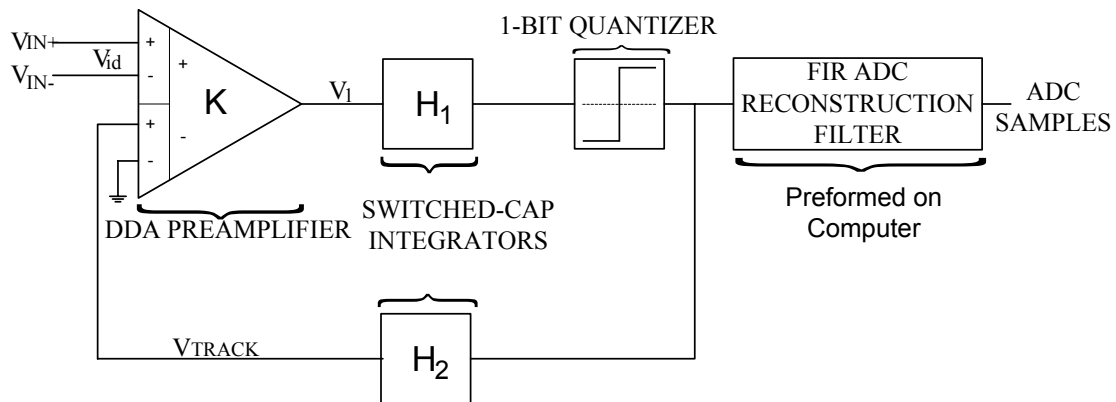 1-BIT QUANTIZER
VIN+
VIN-
Vid
+
-
+
-
+
-
K
V1
H1
FIR ADC
RECONSTRUCTION
FILTER
ADC
SAMPLES
DDA PREAMPLIFIER
SWITCHED-CAP
INTEGRATORS
Preformed on
Computer
VTRACK
H2